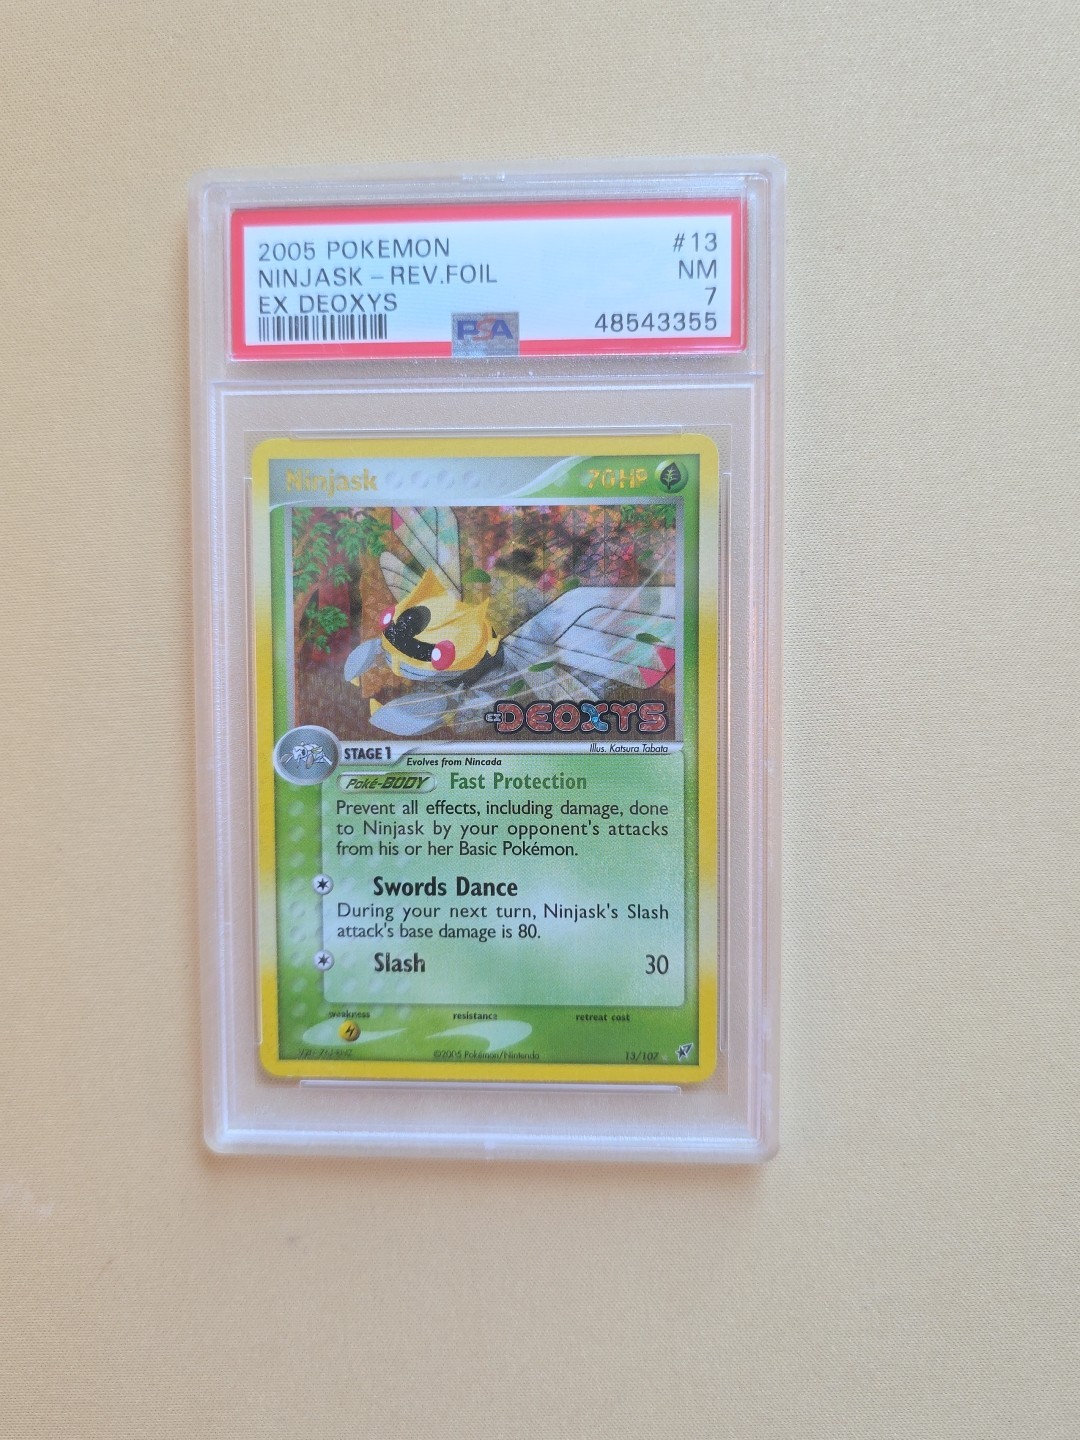 2005 POKEMON #13
NINJASK - REV.FOIL NM
EX DEOXYS 7
PSA 48543355
Ninjask 70 HP
ex DEOXYS
STAGE 1 Illus. Katsura Tabata
Evolves from Nincada
Poké-BODY Fast Protection
Prevent all effects, including damage, done
to Ninjask by your opponent's attacks
from his or her Basic Pokémon.
Swords Dance
During your next turn, Ninjask's Slash
attack's base damage is 80.
Slash 30
weakness resistance retreat cost
©2005 Pokémon/Nintendo 13/107